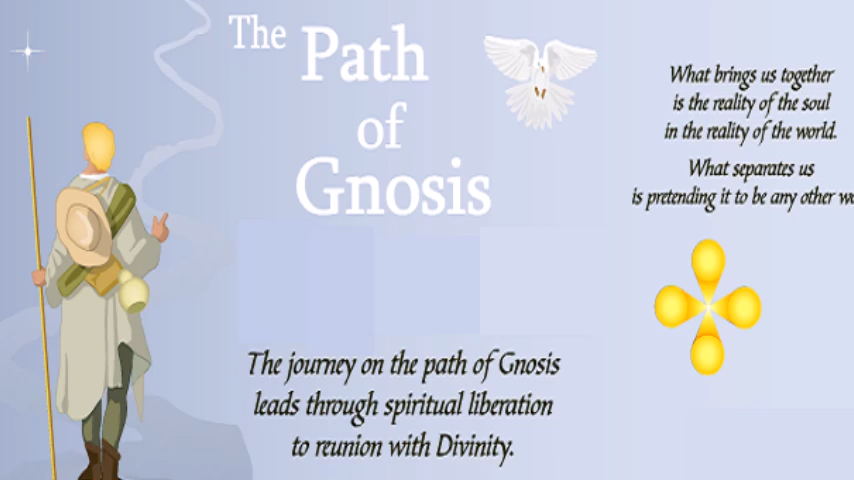 The Path
of
Gnosis
What brings us together
is the reality of the soul
in the reality of the world.
What separates us
is pretending it to be any other
The journey on the path of Gnosis
leads through spiritual liberation
to reunion with Divinity.